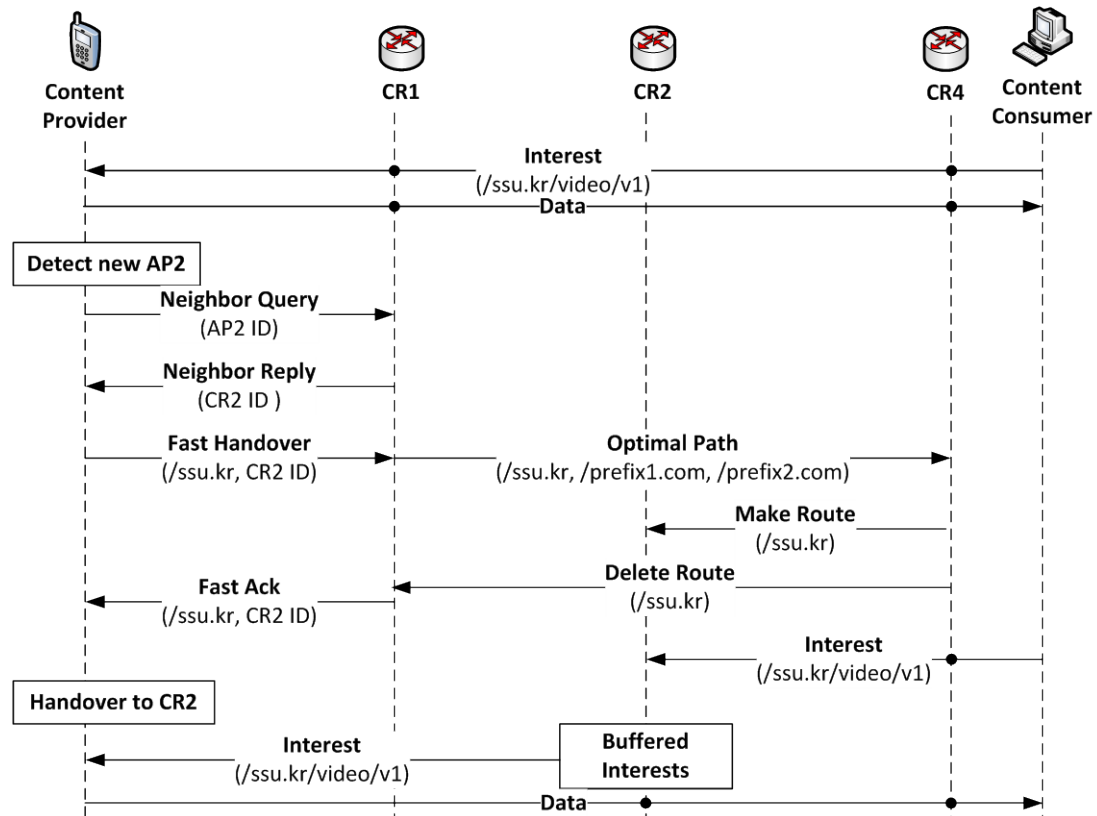 Content
Provider
CR1
CR2
CR4
Content
Consumer
Interest
(/ssu.kr/video/v1)
Data
Detect new AP2
Neighbor Query
(AP2 ID)
Neighbor Reply
(CR2 ID )
Fast Handover
(/ssu.kr, CR2 ID)
Optimal Path
(/ssu.kr, /prefix1.com, /prefix2.com)
Make Route
(/ssu.kr)
Delete Route
(/ssu.kr)
Fast Ack
(/ssu.kr, CR2 ID)
Interest
(/ssu.kr/video/v1)
Handover to CR2
Buffered
Interests
Interest
(/ssu.kr/video/v1)
Data